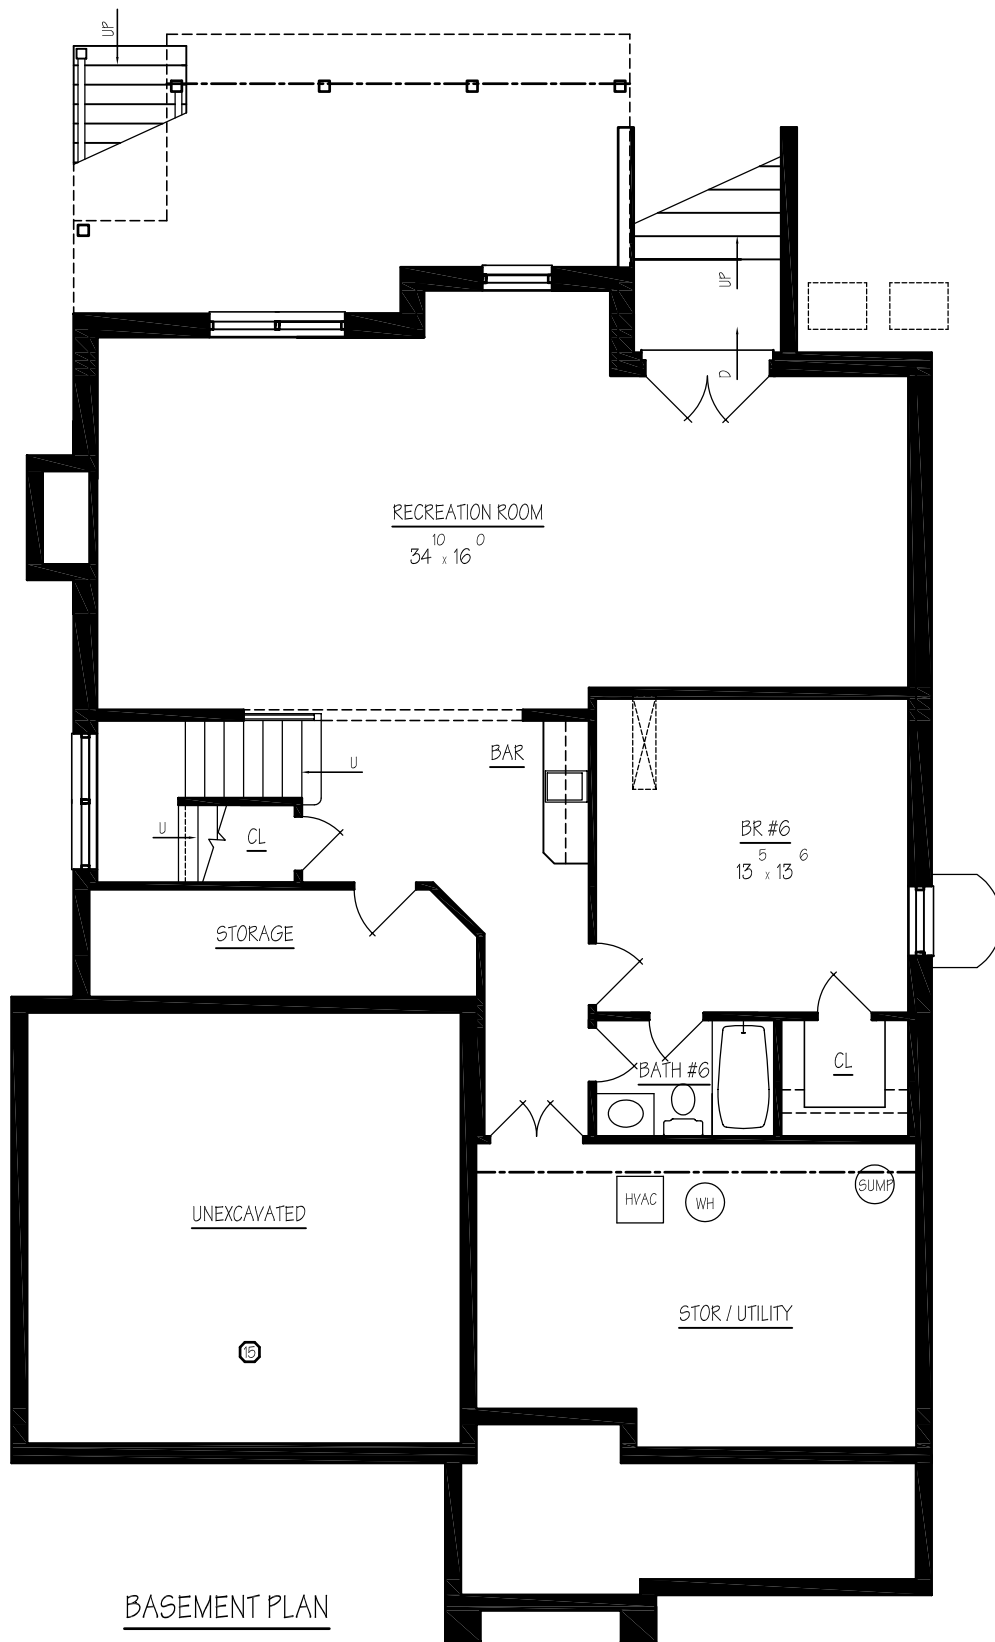 UP
UP
D
RECREATION ROOM
34 10 x 16 0
BAR
U
U
CL
BR #6
13 5 x 13 6
STORAGE
BATH #6
CL
HVAC
WH
SUMP
UNEXCAVATED
STOR / UTILITY
15
BASEMENT PLAN